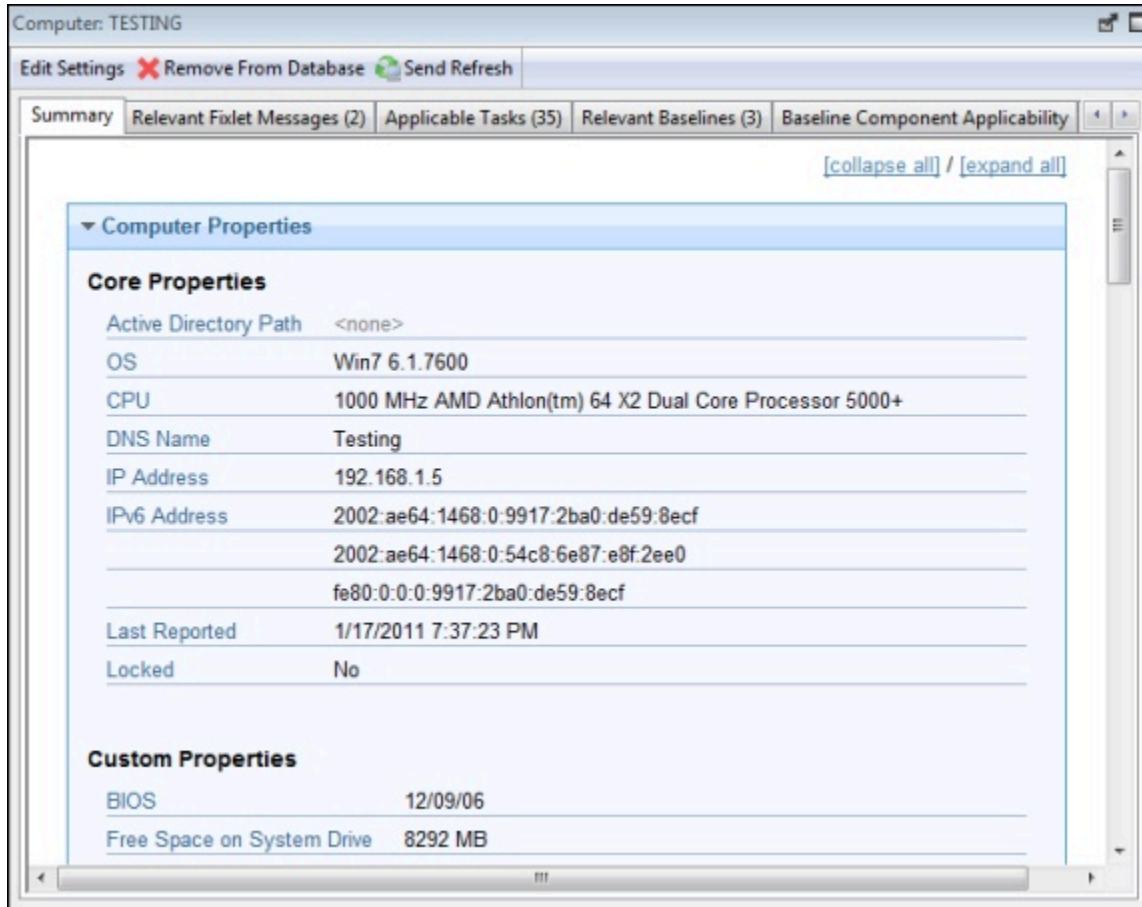 Computer: TESTING
Edit Settings Remove From Database Send Refresh
Summary Relevant Fixlet Messages (2) Applicable Tasks (35) Relevant Baselines (3) Baseline Component Applicability
[collapse all] / [expand all]
Computer Properties
Core Properties
Active Directory Path <none>
OS Win7 6.1.7600
CPU 1000 MHz AMD Athlon(tm) 64 X2 Dual Core Processor 5000+
DNS Name Testing
IP Address 192.168.1.5
IPv6 Address 2002:ae64:1468:0:9917:2ba0:de59:8ecf
2002:ae64:1468:0:54c8:6e87:e8f:2ee0
fe80:0:0:0:9917:2ba0:de59:8ecf
Last Reported 1/17/2011 7:37:23 PM
Locked No
Custom Properties
BIOS 12/09/06
Free Space on System Drive 8292 MB